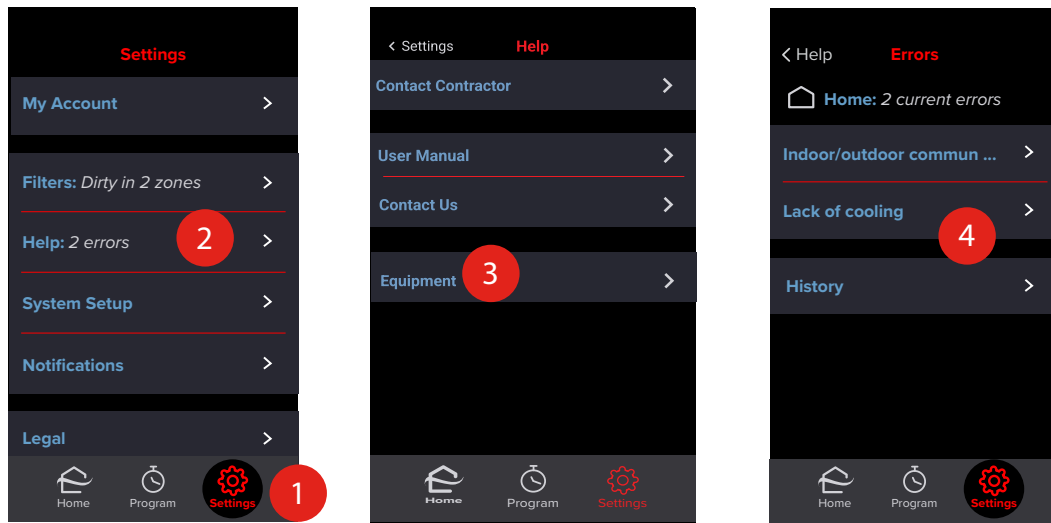 Settings
My Account
Filters: Dirty in 2 zones
Help: 2 errors
2
System Setup
Notifications
Legal
Home
Program
Settings
1
Settings
Help
Contact Contractor
User Manual
Contact Us
Equipment
3
Home
Program
Settings
Help
Errors
Home: 2 current errors
Indoor/outdoor commun ...
Lack of cooling
4
History
Home
Program
Settings